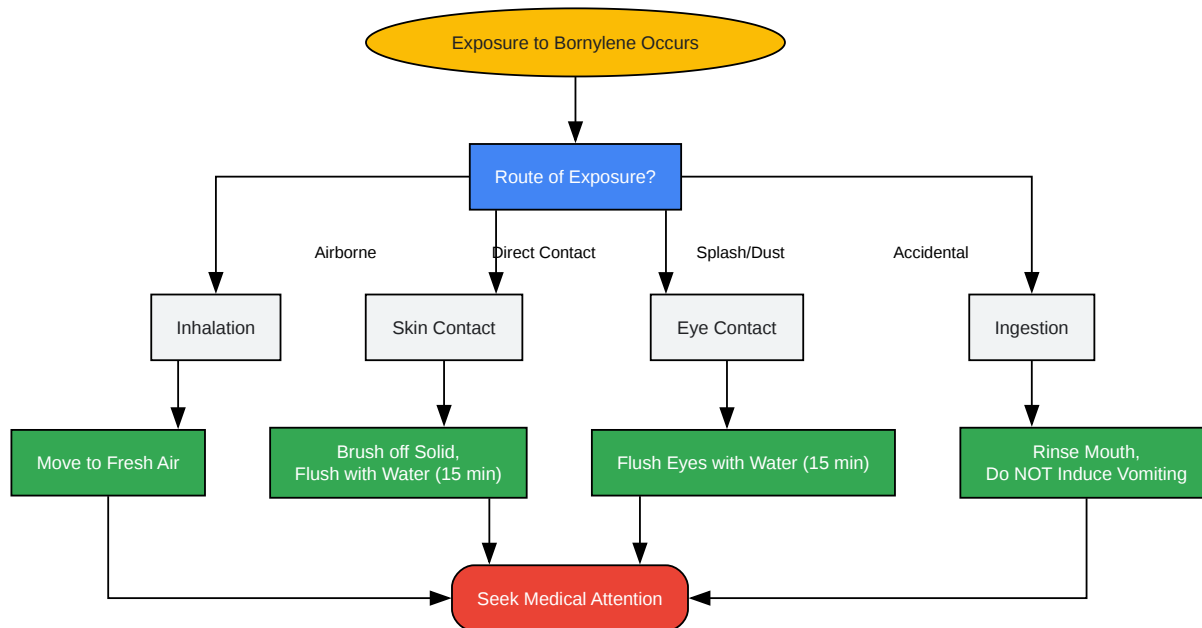 Exposure to Bornylene Occurs
Route of Exposure?
Airborne
Direct Contact
Splash/Dust
Accidental
Inhalation
Skin Contact
Eye Contact
Ingestion
Move to Fresh Air
Brush off Solid,
Flush with Water (15 min)
Flush Eyes with Water (15 min)
Rinse Mouth,
Do NOT Induce Vomiting
Seek Medical Attention